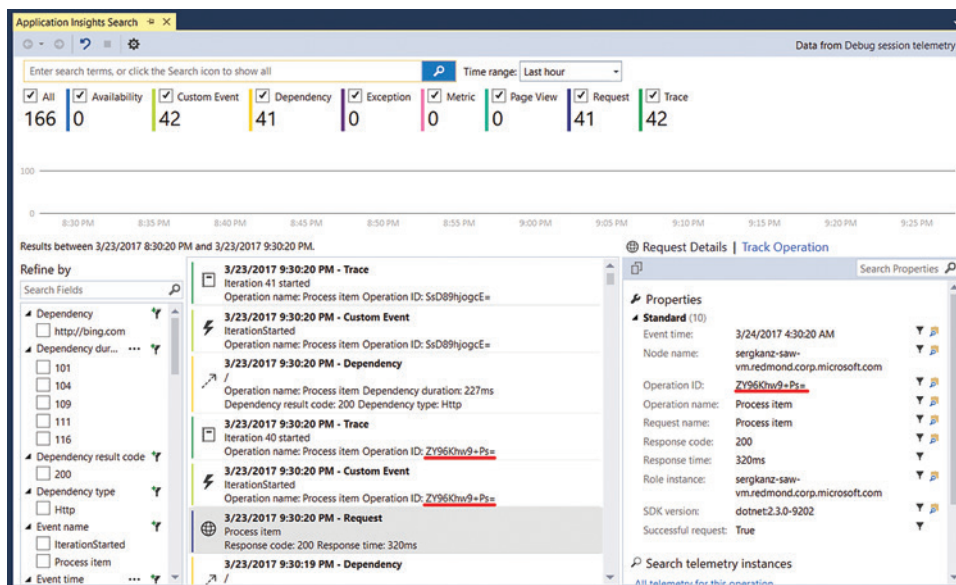 Application Insights Search
Data from Debug session telemetry
Enter search terms, or click the Search icon to show all
Time range: Last hour
All Availability Custom Event Dependency Exception Metric Page View Request Trace
166 0 42 41 0 0 0 41 42
100
0
8:30 PM 8:35 PM 8:40 PM 8:45 PM 8:50 PM 8:55 PM 9:00 PM 9:05 PM 9:10 PM 9:15 PM 9:20 PM 9:25 PM
Results between 3/23/2017 8:30:20 PM and 3/23/2017 9:30:20 PM.
Refine by
Search Fields
Dependency
http://bing.com
Dependency dur... ...
101
104
109
111
116
Dependency result code
200
Dependency type
Http
Event name
IterationStarted
Process item
Event time ...
3/23/2017 9:30:20 PM - Trace
Iteration 41 started
Operation name: Process item Operation ID: SsD89hjogcE=
3/23/2017 9:30:20 PM - Custom Event
IterationStarted
Operation name: Process item Operation ID: SsD89hjogcE=
3/23/2017 9:30:20 PM - Dependency
/
Operation name: Process item Dependency duration: 227ms
Dependency result code: 200 Dependency type: Http
3/23/2017 9:30:20 PM - Trace
Iteration 40 started
Operation name: Process item Operation ID: ZY96Khw9+Ps=
3/23/2017 9:30:20 PM - Custom Event
IterationStarted
Operation name: Process item Operation ID: ZY96Khw9+Ps=
3/23/2017 9:30:20 PM - Request
Process item
Response code: 200 Response time: 320ms
3/23/2017 9:30:19 PM - Dependency
/
Request Details | Track Operation
Search Properties
Properties
Standard (10)
Event time: 3/24/2017 4:30:20 AM
Node name: sergkanz-saw-
vm.redmond.corp.microsoft.com
Operation ID: ZY96Khw9+Ps=
Operation name: Process item
Request name: Process item
Response code: 200
Response time: 320ms
Role instance: sergkanz-saw-
vm.redmond.corp.microsoft.com
SDK version: dotnet:2.3.0-9202
Successful request: True
Search telemetry instances
All telemetry for this operation